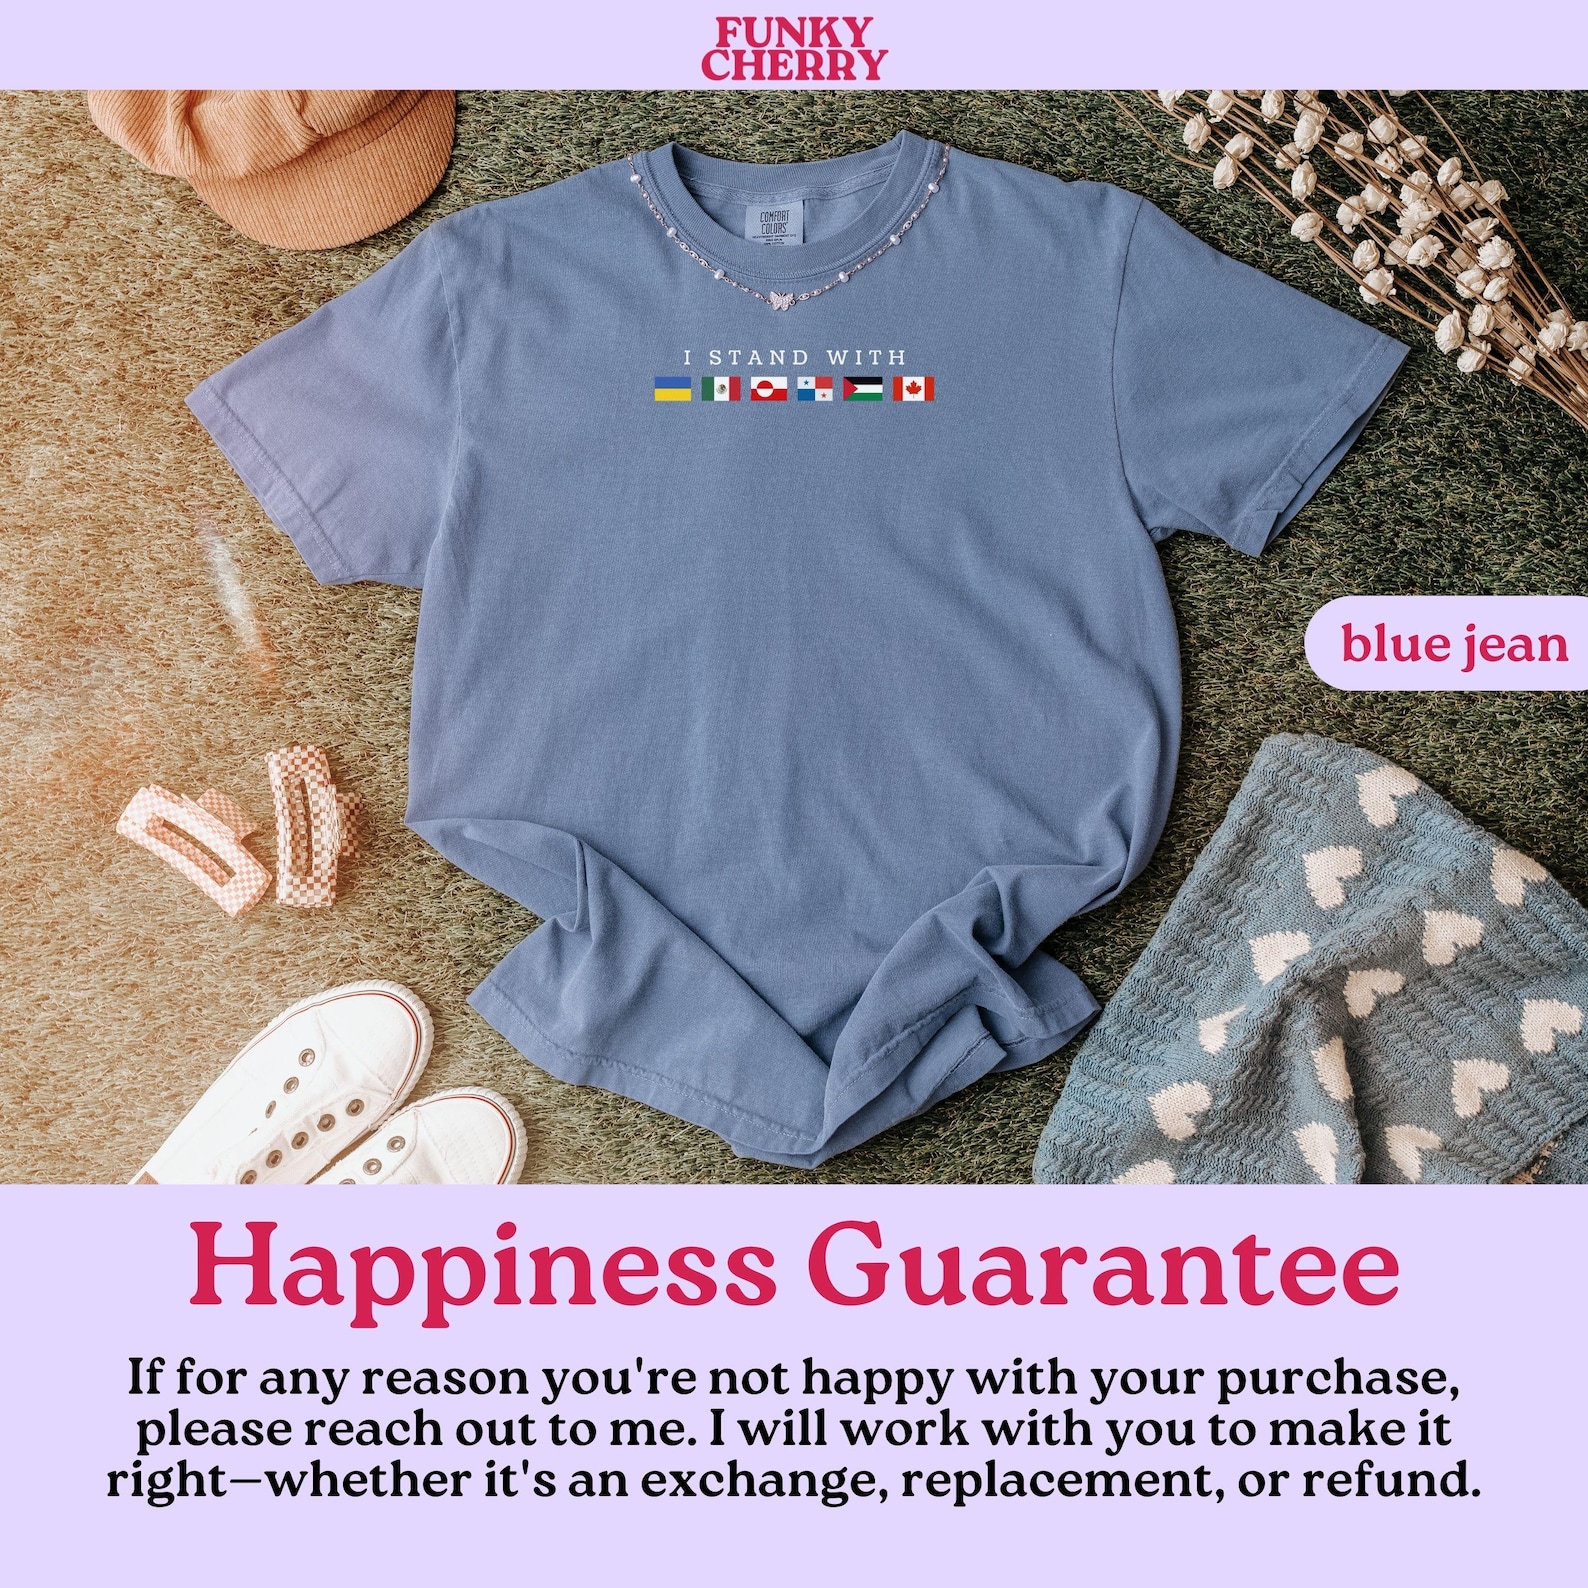 FUNKY
CHERRY
COMFORT
COLORS
I STAND WITH
blue jean
Happiness Guarantee
If for any reason you're not happy with your purchase,
please reach out to me. I will work with you to make it
right—whether it's an exchange, replacement, or refund.